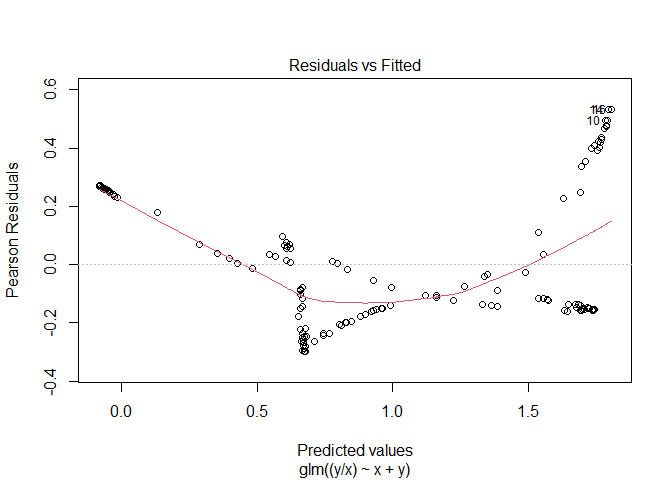 Residuals vs Fitted
Pearson Residuals
0.6
0.4
0.2
0.0
-0.2
-0.4
10
0.0 0.5 1.0 1.5
Predicted values
glm((y/x) ~ x + y)